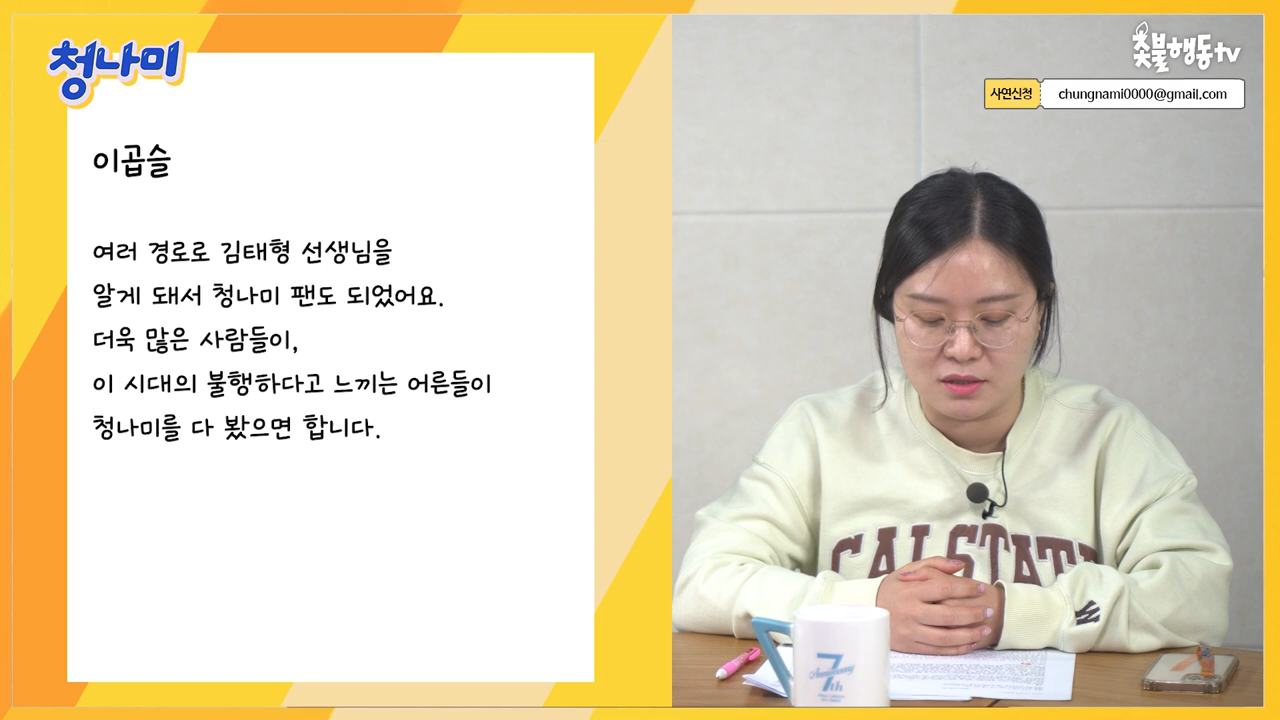 청나미
촛불행동tv
사연신청
chungnami0000@gmail.com
이곱슬
여러 경로로 김태형 선생님을
알게 돼서 청나미 팬도 되었어요.
더욱 많은 사람들이,
이 시대의 불행하다고 느끼는 어른들이
청나미를 다 봤으면 합니다.
CALSTATE
W
7th
Anniversary